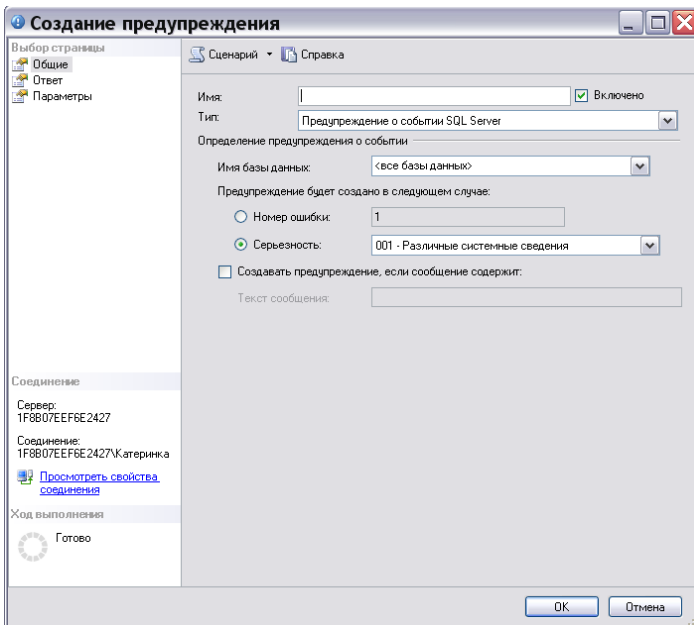 Создание предупреждения
Выбор страницы
Общие
Ответ
Параметры
Сценарий
Справка
Имя:
Включено
Тип:
Предупреждение о событии SQL Server
Определение предупреждения о событии
Имя базы данных:
<все базы данных>
Предупреждение будет создано в следующем случае:
Номер ошибки:
1
Серьезность:
001 - Различные системные сведения
Создавать предупреждение, если сообщение содержит:
Текст сообщения:
Соединение
Сервер:
1F8B07EEF6E2427
Соединение:
1F8B07EEF6E2427\Катеринка
Просмотреть свойства
соединения
Ход выполнения
Готово
OK
Отмена